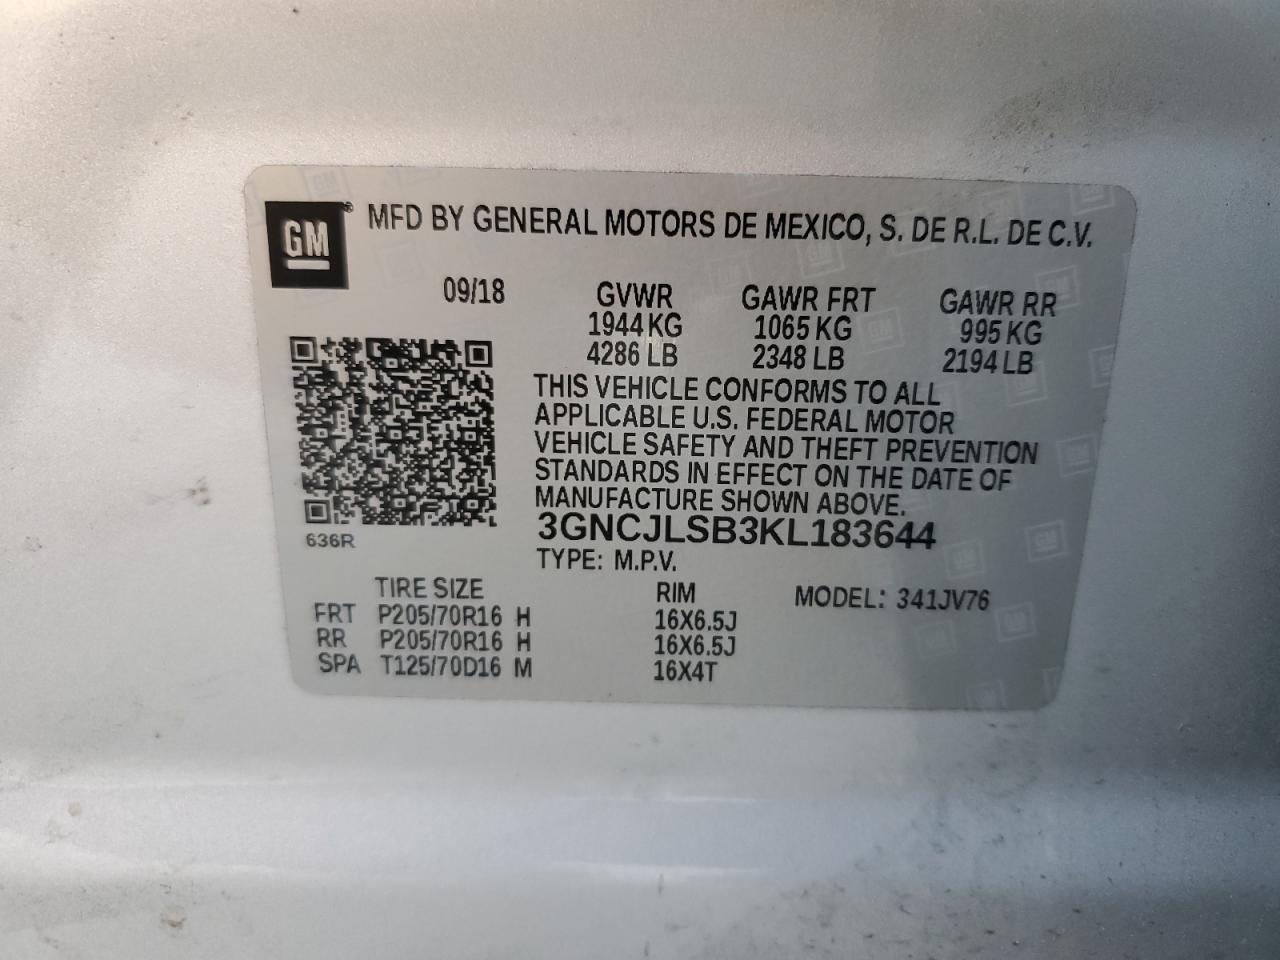 GM® MFD BY GENERAL MOTORS DE MEXICO, S. DE R.L. DE C.V.
09/18 GVWR GAWR FRT GAWR RR
1944 KG 1065 KG 995 KG
4286 LB 2348 LB 2194 LB
THIS VEHICLE CONFORMS TO ALL
APPLICABLE U.S. FEDERAL MOTOR
VEHICLE SAFETY AND THEFT PREVENTION
STANDARDS IN EFFECT ON THE DATE OF
MANUFACTURE SHOWN ABOVE.
3GNCJLSB3KL183644
636R
TYPE: M.P.V.
TIRE SIZE RIM MODEL: 341JV76
FRT P205/70R16 H 16X6.5J
RR P205/70R16 H 16X6.5J
SPA T125/70D16 M 16X4T